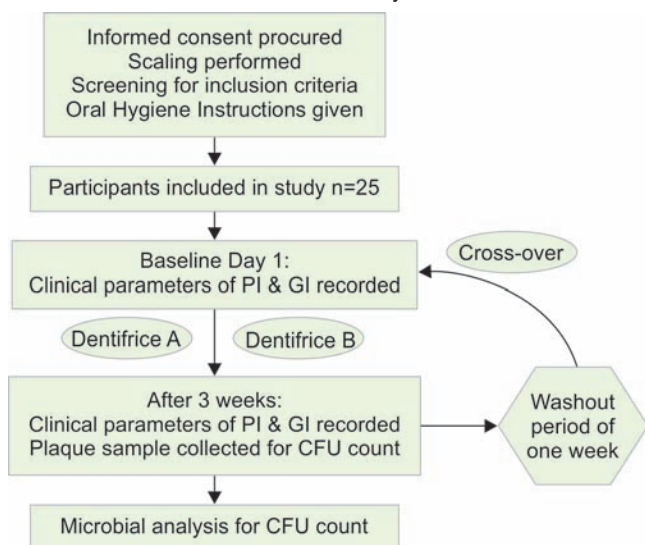 Informed consent procured
Scaling performed
Screening for inclusion criteria
Oral Hygiene Instructions given
Participants included in study n=25
Baseline Day 1:
Clinical parameters of PI & GI recorded
Cross-over
Dentifrice A
Dentifrice B
After 3 weeks:
Clinical parameters of PI & GI recorded
Plaque sample collected for CFU count
Washout
period of
one week
Microbial analysis for CFU count